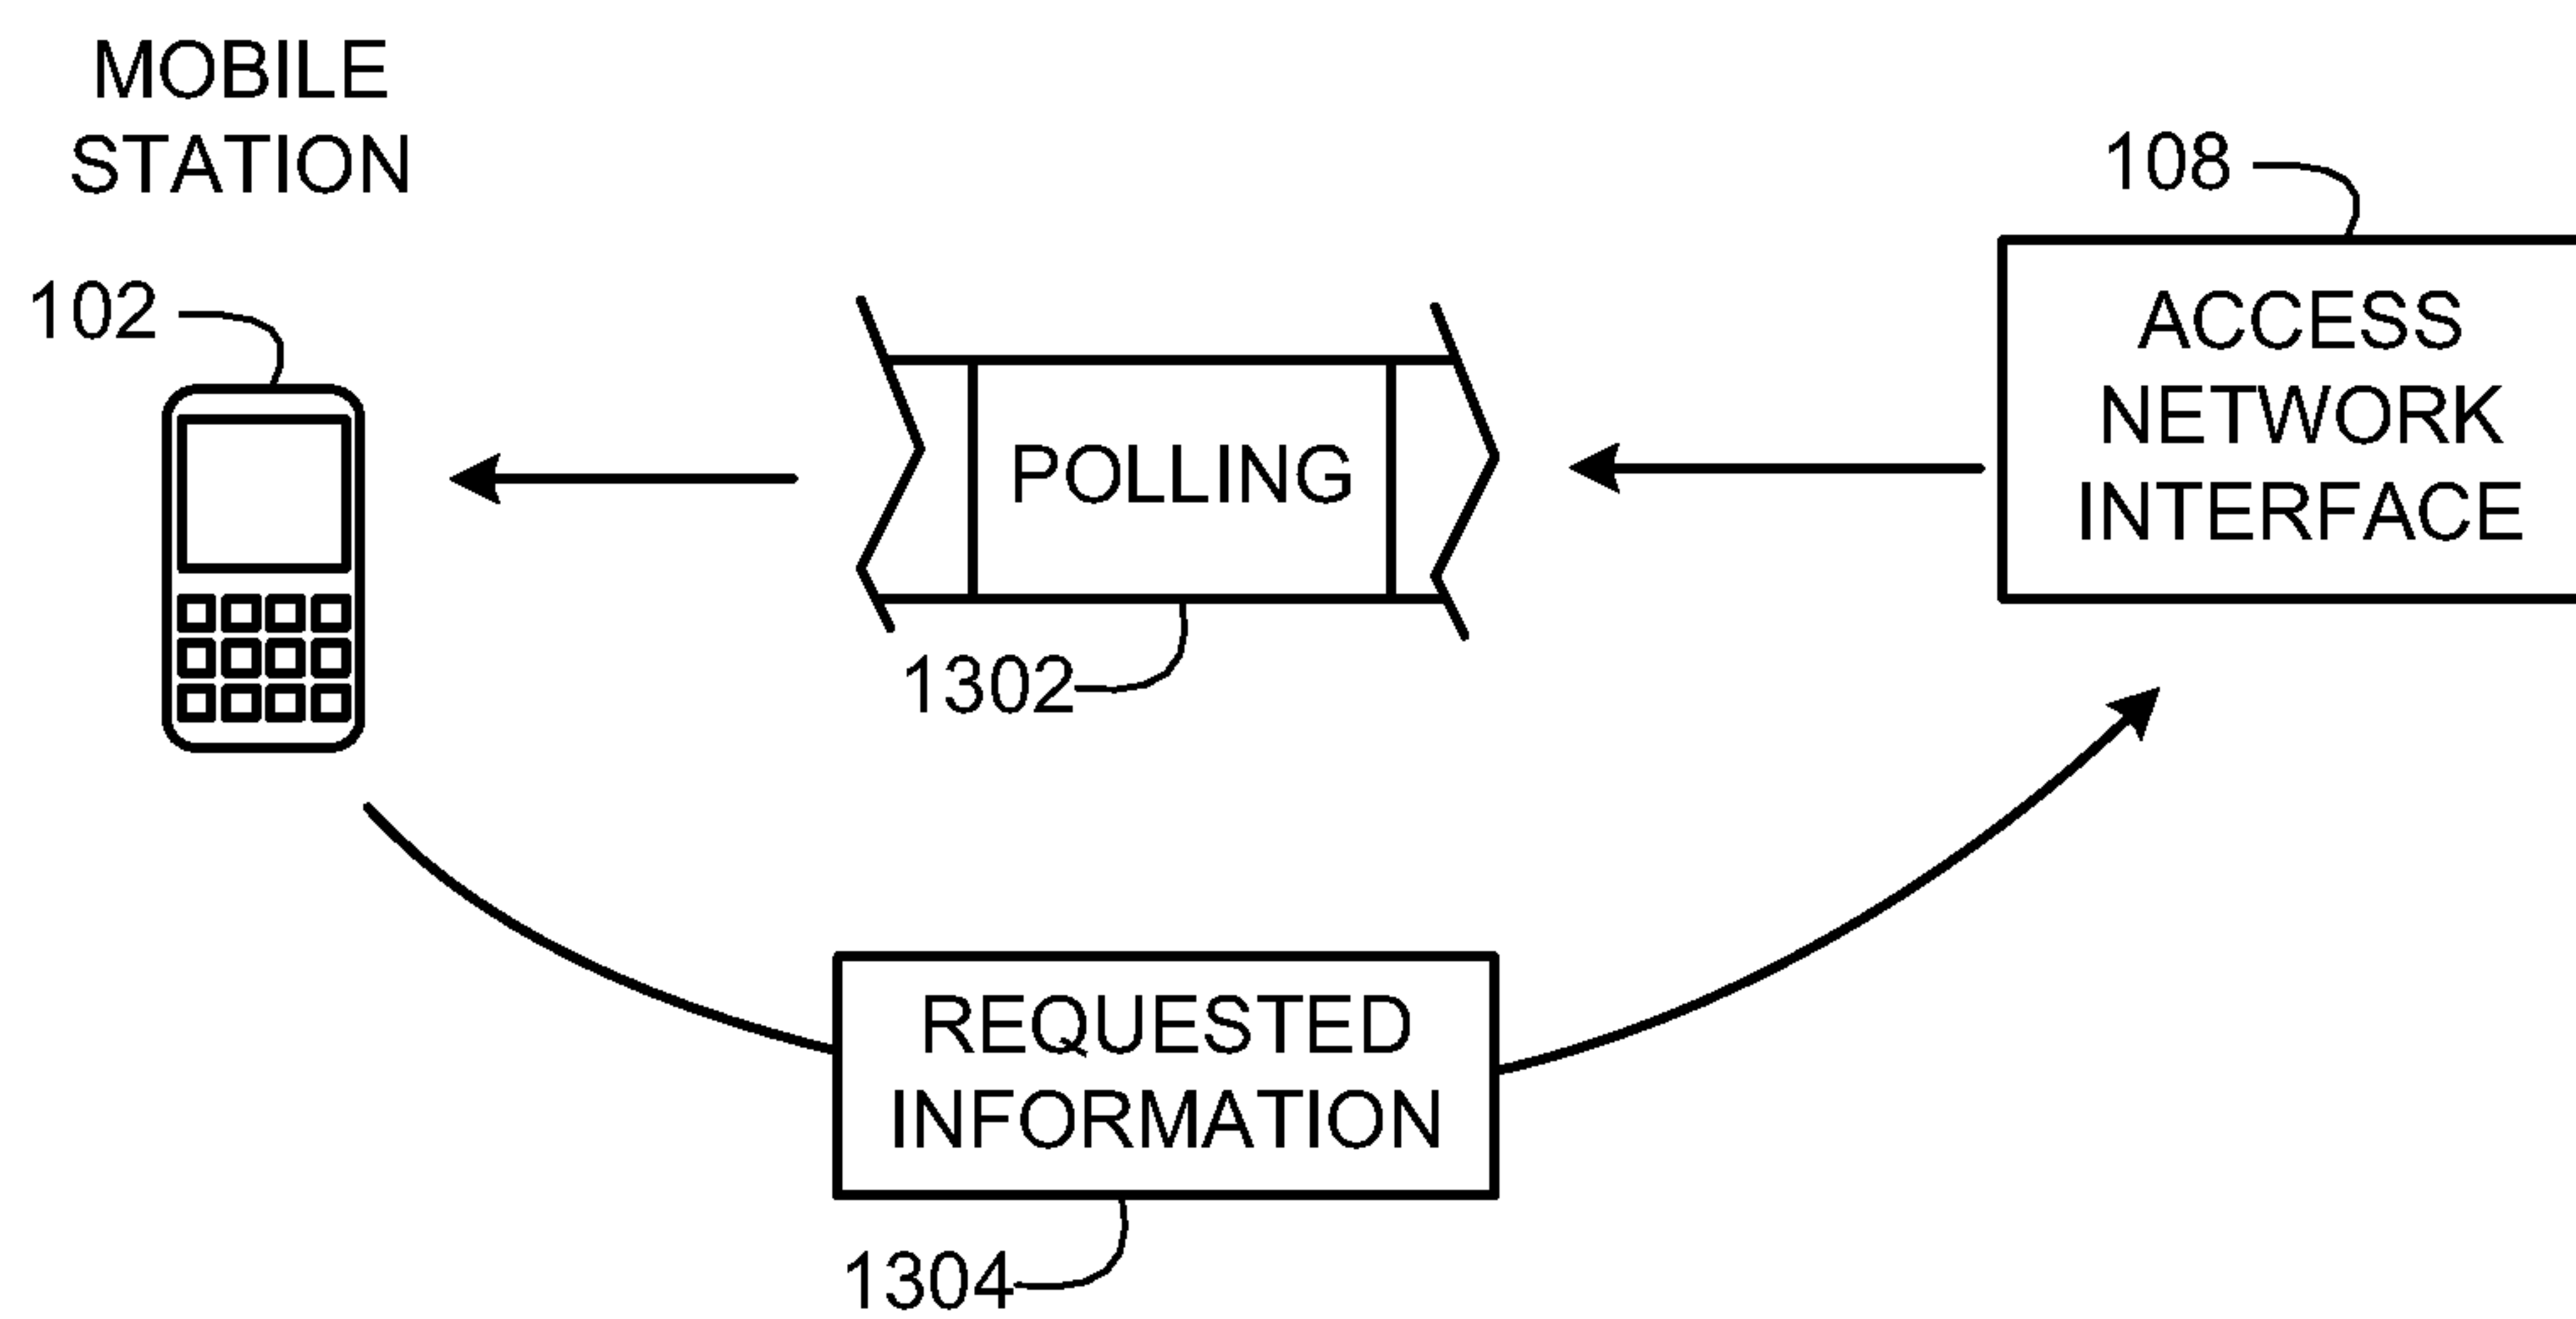 MOBILE
STATION
102
108
ACCESS
NETWORK
INTERFACE
POLLING
1302
REQUESTED
INFORMATION
1304